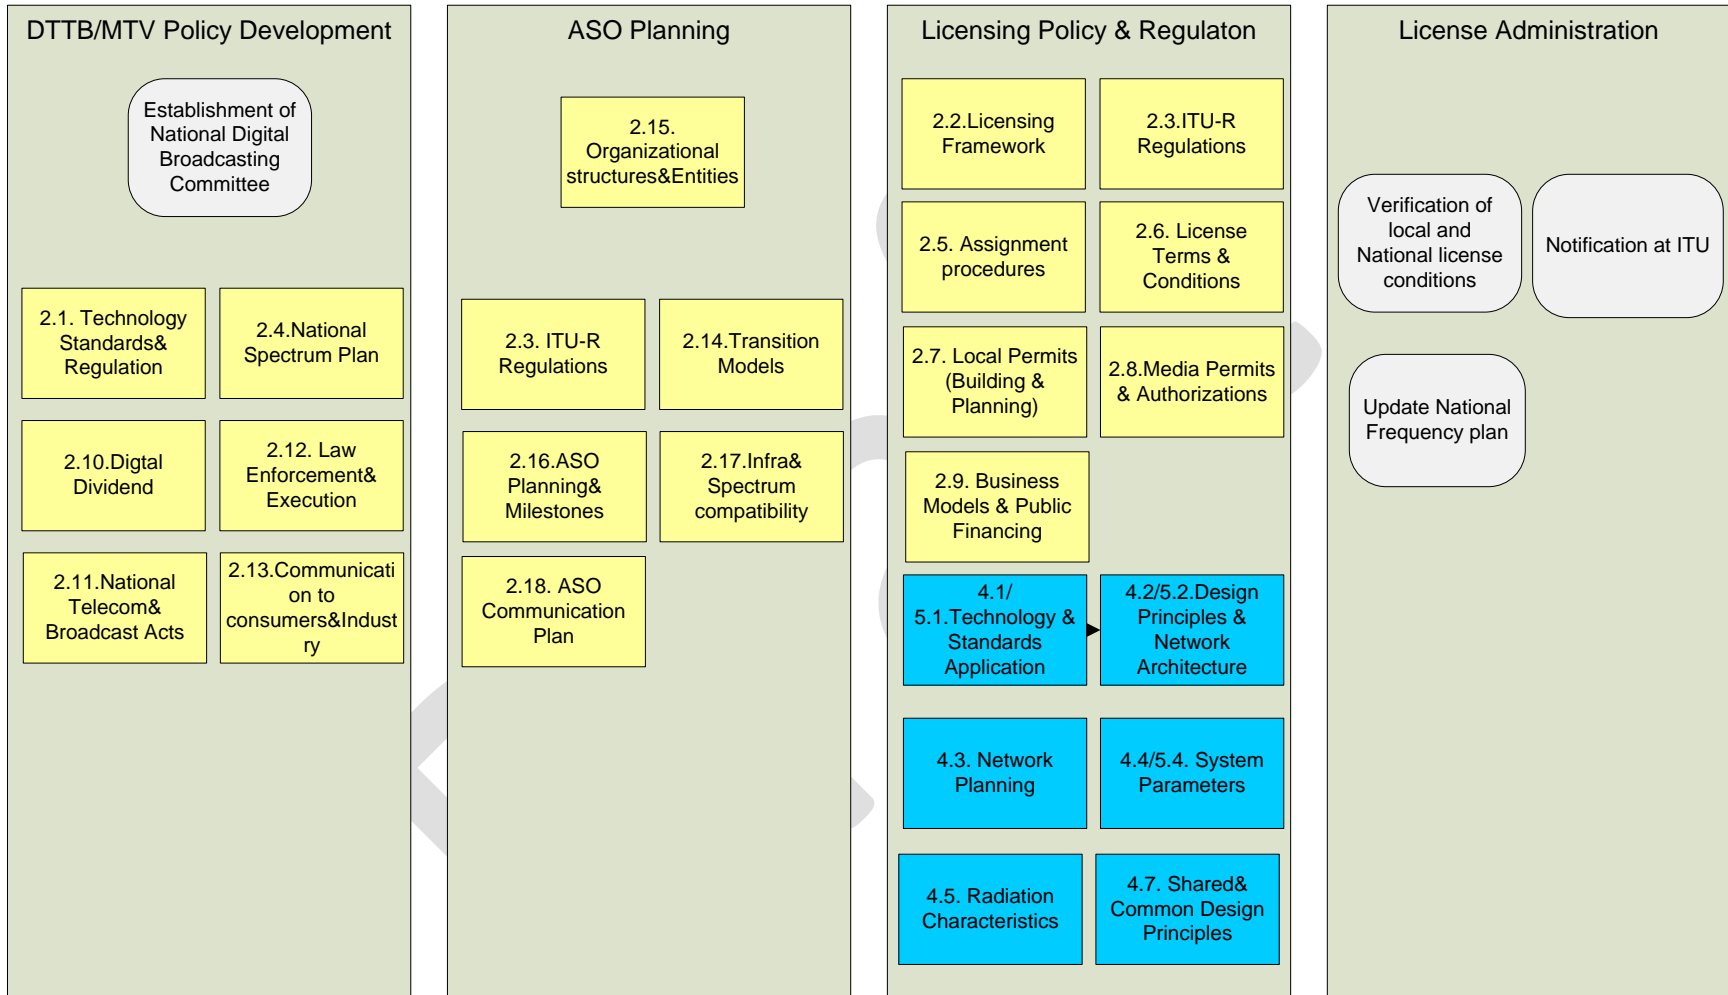 DTTB/MTV Policy Development
Establishment of
National Digital
Broadcasting
Committee
2.1. Technology
Standards&
Regulation
2.4.National
Spectrum Plan
2.10.Digtal
Dividend
2.12. Law
Enforcement&
Execution
2.11.National
Telecom&
Broadcast Acts
2.13.Communicati
on to
consumers&Indust
ry
ASO Planning
2.15.
Organizational
structures&Entities
2.3. ITU-R
Regulations
2.14.Transition
Models
2.16.ASO
Planning&
Milestones
2.17.Infra&
Spectrum
compatibility
2.18. ASO
Communication
Plan
Licensing Policy & Regulaton
2.2.Licensing
Framework
2.3.ITU-R
Regulations
2.5. Assignment
procedures
2.6. License
Terms &
Conditions
2.7. Local Permits
(Building &
Planning)
2.8.Media Permits
& Authorizations
2.9. Business
Models & Public
Financing
4.1/
5.1.Technology &
Standards
Application
4.2/5.2.Design
Principles &
Network
Architecture
4.3. Network
Planning
4.4/5.4. System
Parameters
4.5. Radiation
Characteristics
4.7. Shared&
Common Design
Principles
License Administration
Verification of
local and
National license
conditions
Notification at ITU
Update National
Frequency plan